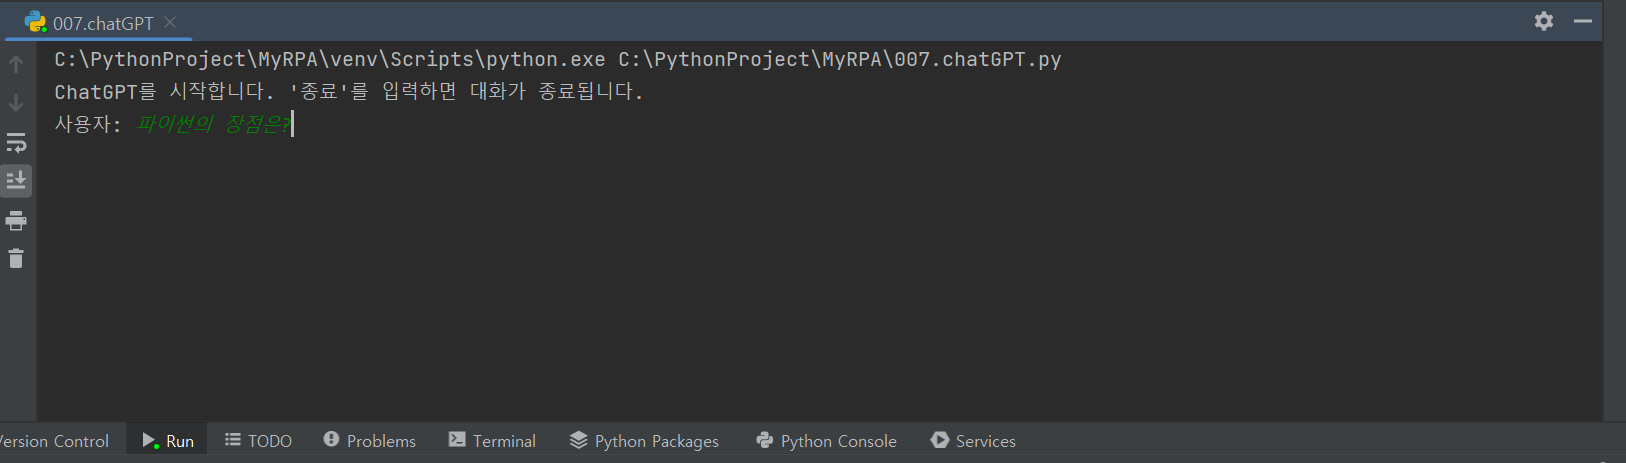 007.chatGPT
C:\PythonProject\MyRPA\venv\Scripts\python.exe C:\PythonProject\MyRPA\007.chatGPT.py
ChatGPT를 시작합니다. '종료'를 입력하면 대화가 종료됩니다.
사용자: 파이썬의 장점은?
Version Control Run TODO Problems Terminal Python Packages Python Console Services